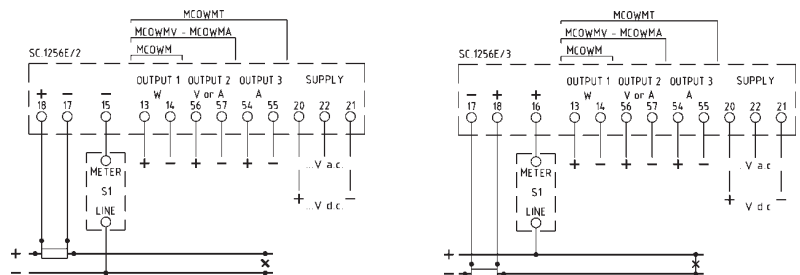 MCOWMT
MCOWMV - MCOWMA
MCOWM
SC.1256E/2
OUTPUT 1 OUTPUT 2 OUTPUT 3 SUPPLY
W V or A A
+ − −
18 17 15 13 14 56 57 54 55 20 22 21
+ − + − + −
...V a.c.
+ ...V d.c. −
METER
S1
LINE
+
−
×
MCOWMT
MCOWMV - MCOWMA
MCOWM
SC.1256E/3
OUTPUT 1 OUTPUT 2 OUTPUT 3 SUPPLY
W V or A A
− + +
17 18 16 13 14 56 57 54 55 20 22 21
+ − + − + −
..V a.c.
+ ..V d.c. −
METER
S1
LINE
+
−
×